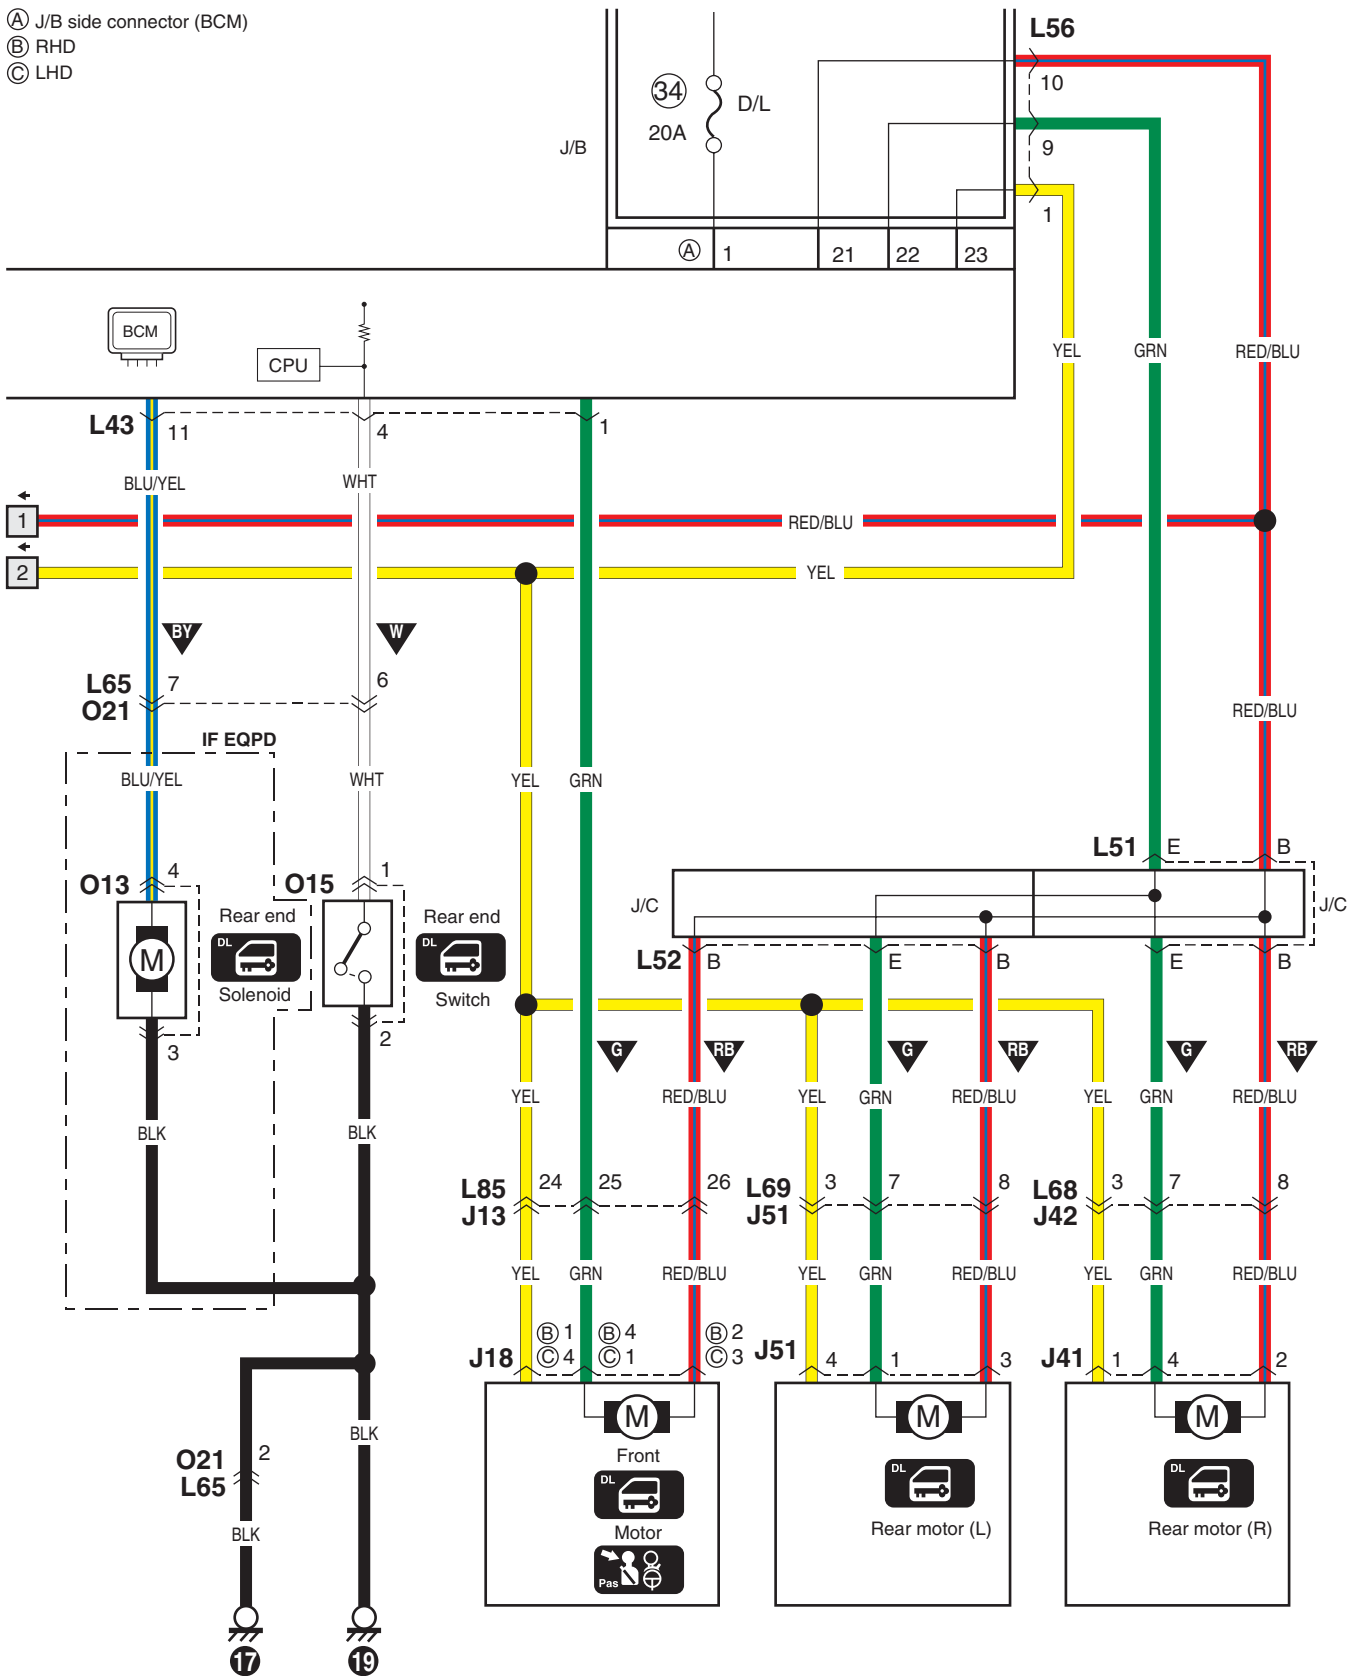 A J/B side connector (BCM)
B RHD
C LHD
L56
10
34
D/L
20A
J/B
9
1
A 1 21 22 23
BCM
CPU
YEL GRN RED/BLU
L43 11 4 1
BLU/YEL WHT
1 RED/BLU
2 YEL
BY W
L65 7 6
O21
RED/BLU
IF EQPD
BLU/YEL WHT YEL GRN
L51 E B
O13 4 O15 1
J/C J/C
Rear end
DL
Solenoid
M
Rear end
DL
Switch
L52 B E B E B
3 2
G RB G RB G RB
YEL RED/BLU YEL GRN RED/BLU YEL GRN RED/BLU
BLK BLK
L85 24 25 26 L69 3 7 8 L68 3 7 8
J13 J51 J42
YEL GRN RED/BLU YEL GRN RED/BLU YEL GRN RED/BLU
B 1 B 4 B 2
J18 C 4 C 1 C 3 J51 4 1 3 J41 1 4 2
M M M
Front
DL DL DL
Motor Rear motor (L) Rear motor (R)
Pas
BLK
O21 2
L65
BLK
17 19